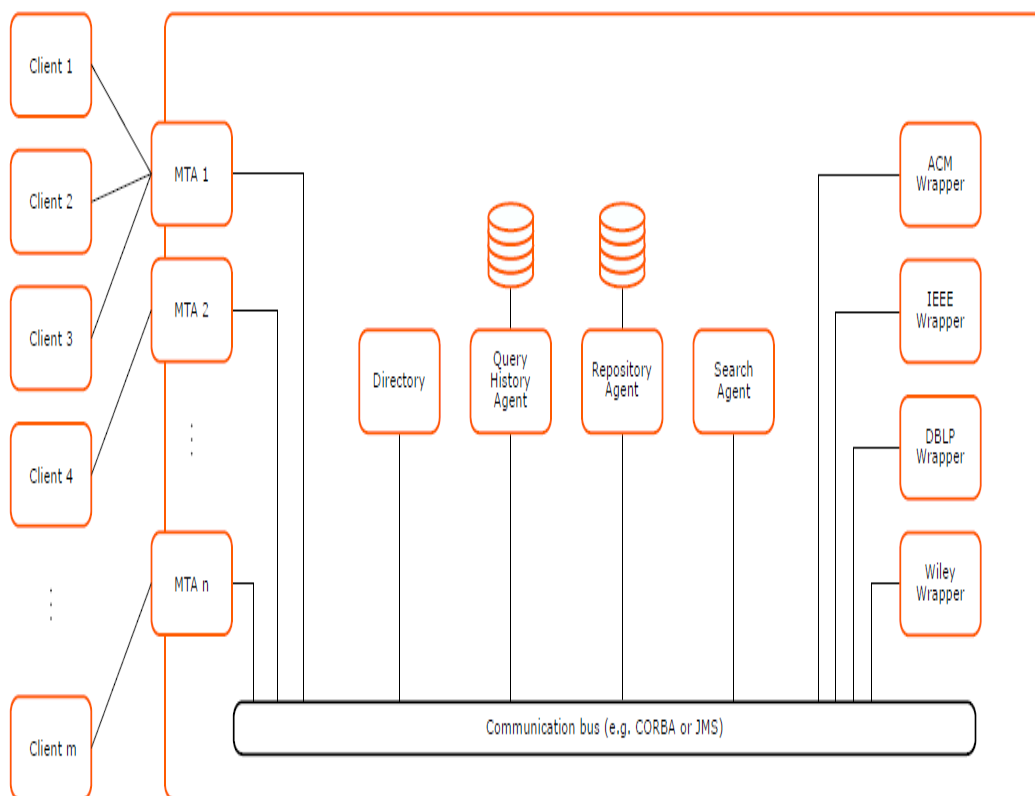 Client 1
Client 2
Client 3
Client 4
Client m
MTA 1
MTA 2
MTA n
Directory
Query
History
Agent
Repository
Agent
Search
Agent
ACM
Wrapper
IEEE
Wrapper
DBLP
Wrapper
Wiley
Wrapper
Communication bus (e.g. CORBA or JMS)